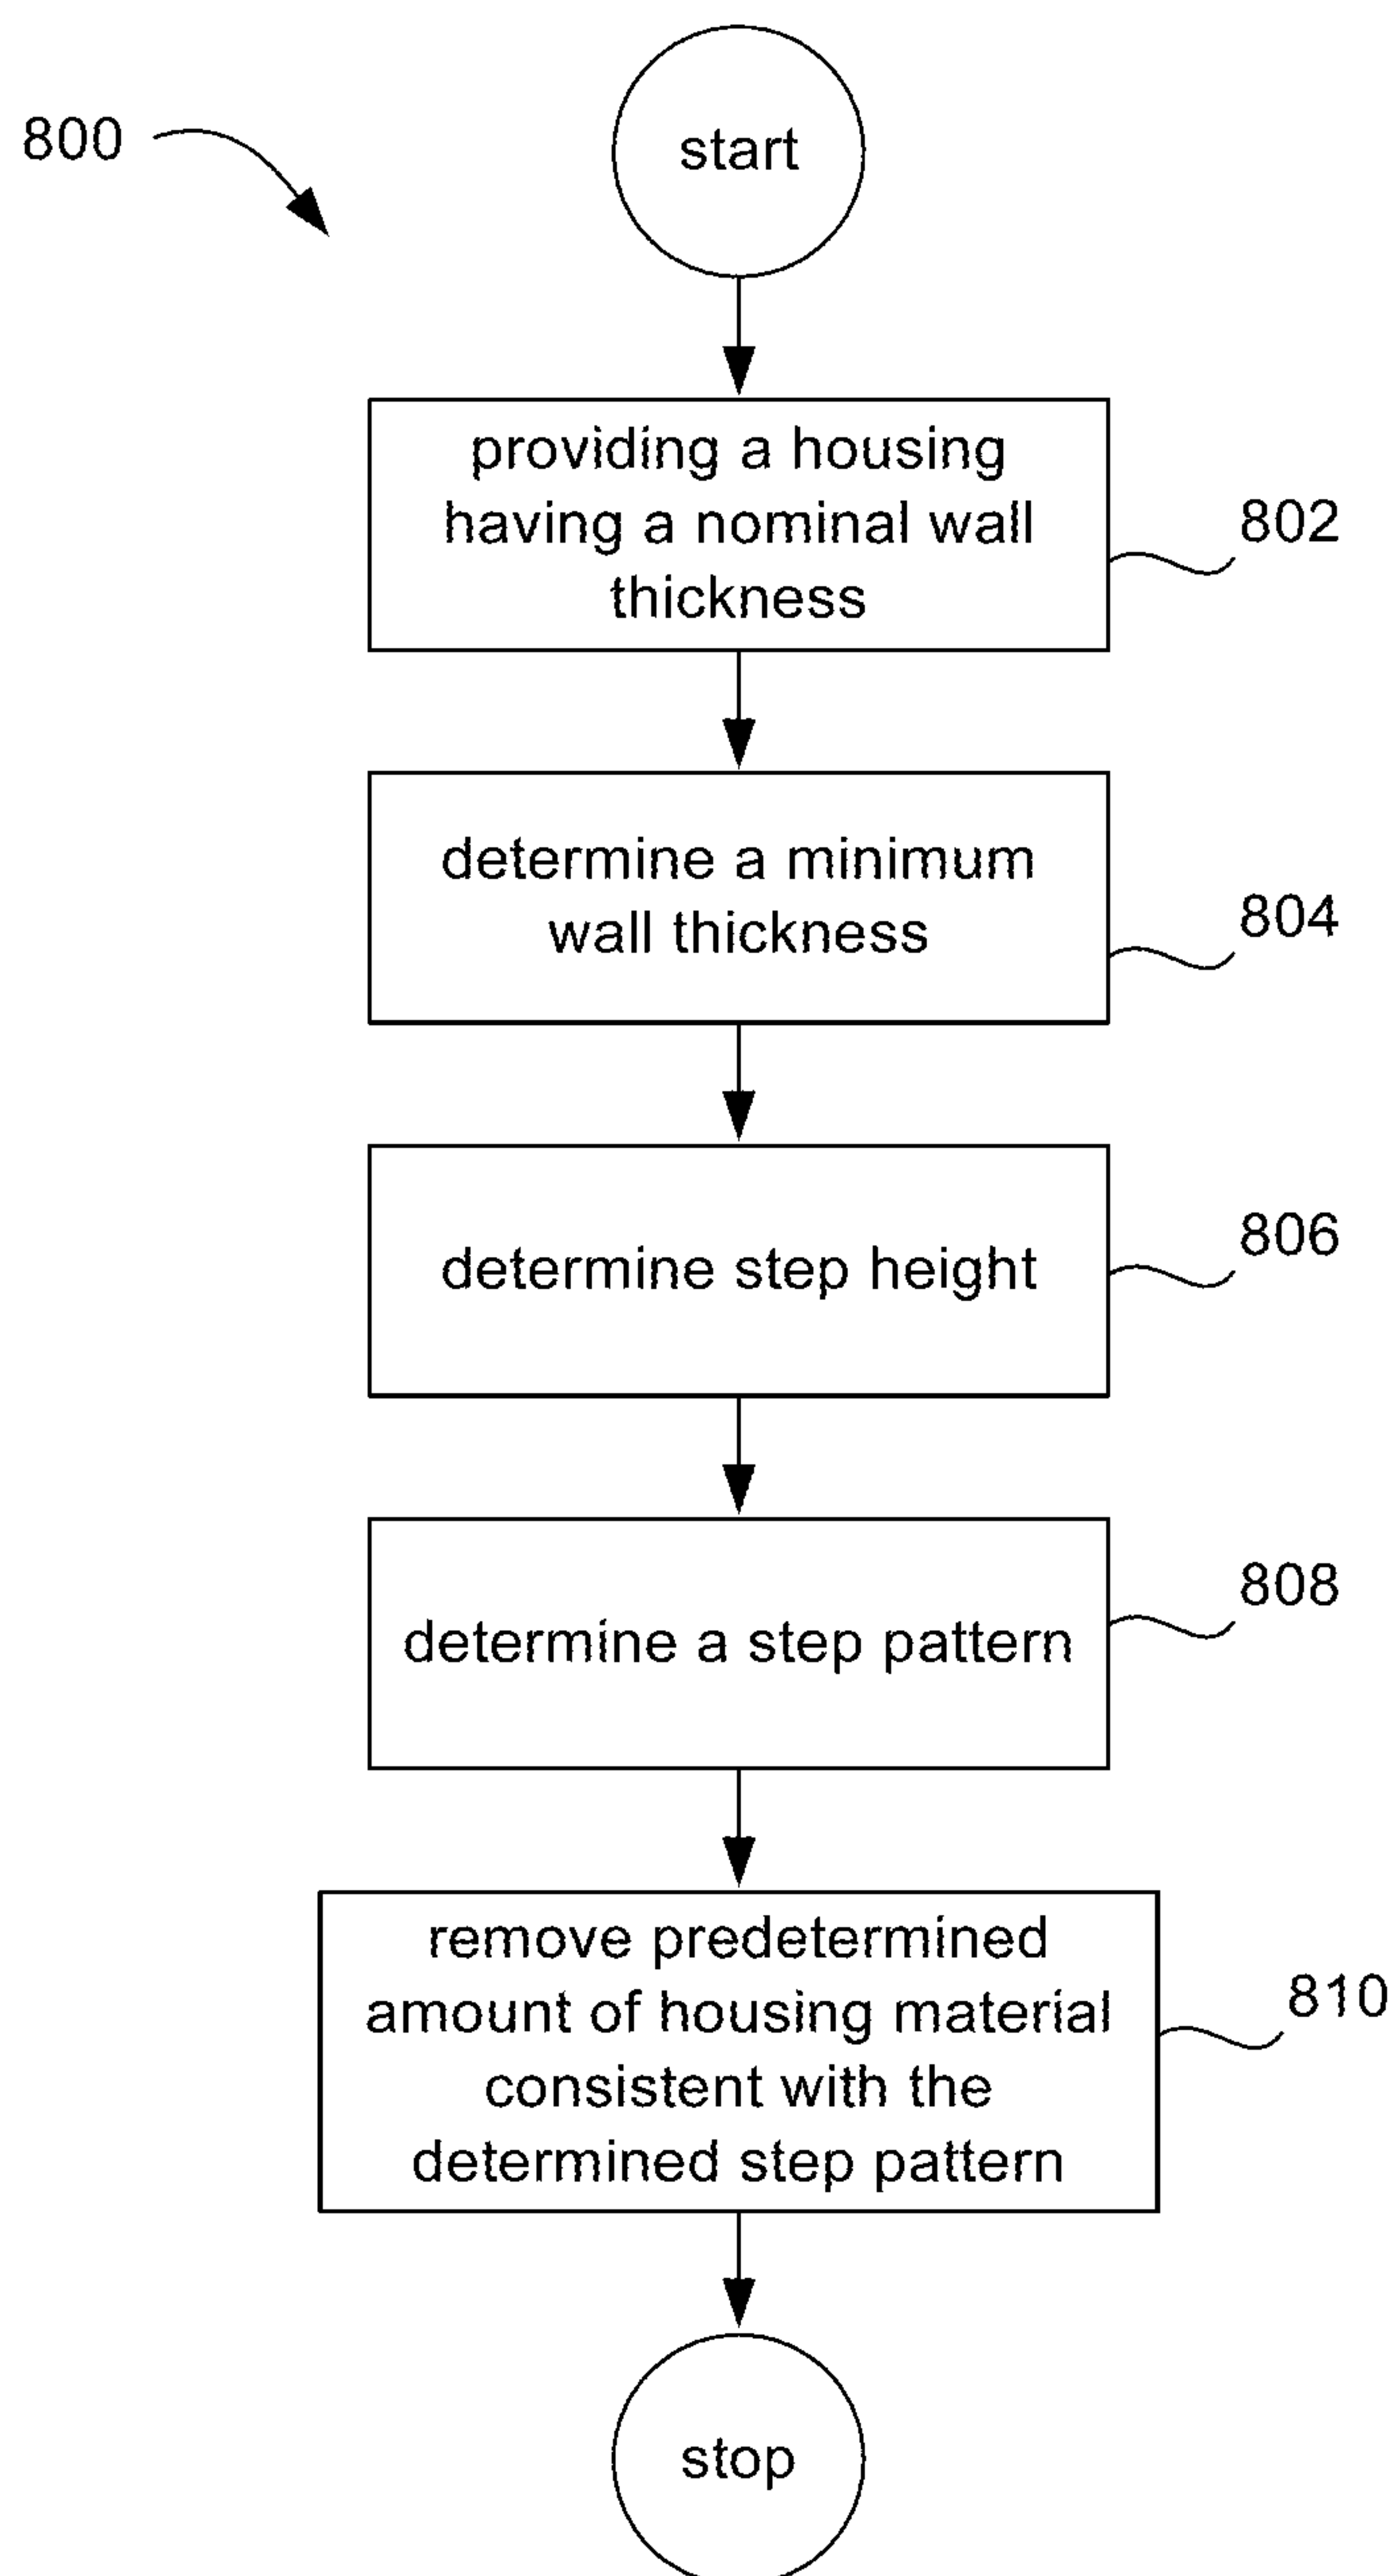 800
start
providing a housing
having a nominal wall
thickness
802
determine a minimum
wall thickness
804
determine step height
806
determine a step pattern
808
remove predetermined
amount of housing material
consistent with the
determined step pattern
810
stop